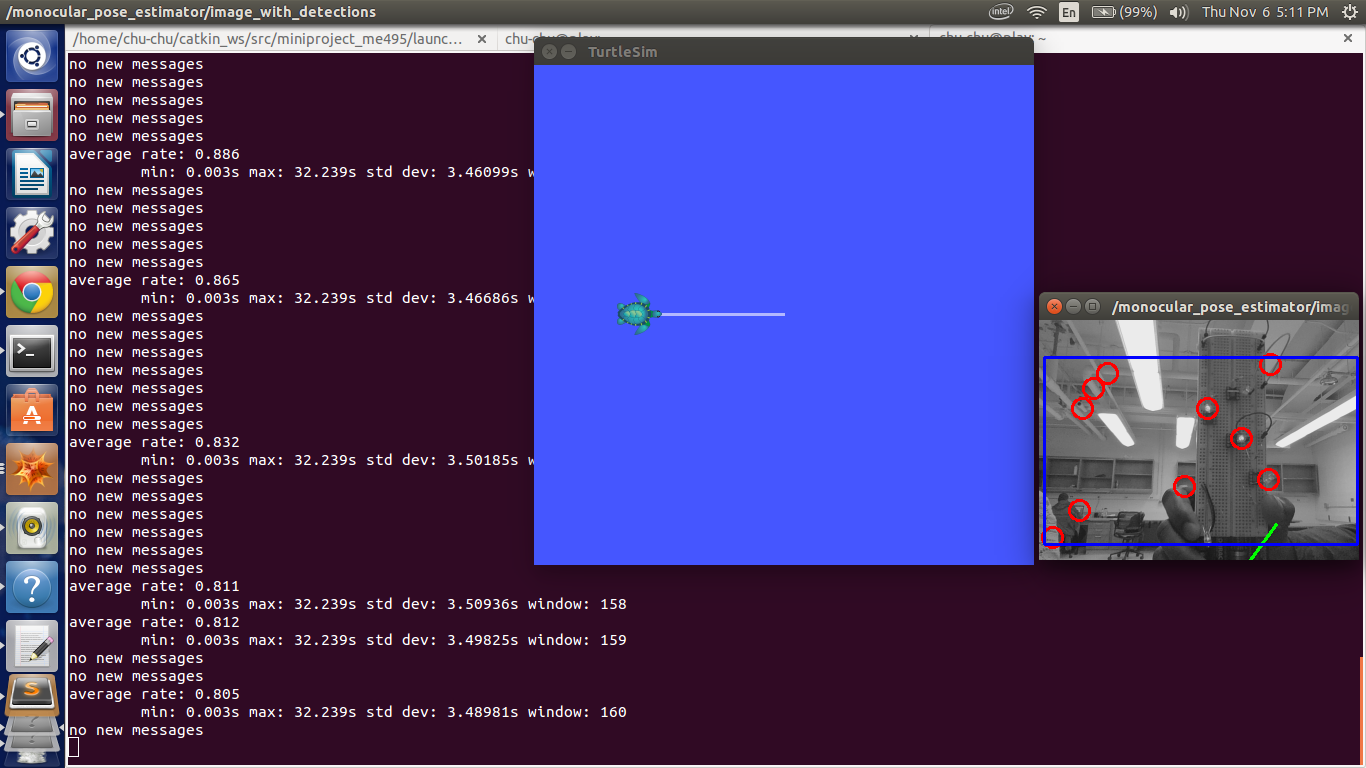 /monocular_pose_estimator/image_with_detections
intel
En
(99%)
Thu Nov 6 5:11 PM
/home/chu-chu/catkin_ws/src/miniproject_me495/launc...
TurtleSim
no new messages
no new messages
no new messages
no new messages
no new messages
average rate: 0.886
min: 0.003s max: 32.239s std dev: 3.46099s
no new messages
no new messages
no new messages
no new messages
no new messages
average rate: 0.865
min: 0.003s max: 32.239s std dev: 3.46686s
no new messages
no new messages
no new messages
no new messages
no new messages
no new messages
no new messages
average rate: 0.832
min: 0.003s max: 32.239s std dev: 3.50185s
no new messages
no new messages
no new messages
no new messages
no new messages
no new messages
average rate: 0.811
min: 0.003s max: 32.239s std dev: 3.50936s window: 158
average rate: 0.812
min: 0.003s max: 32.239s std dev: 3.49825s window: 159
no new messages
no new messages
average rate: 0.805
min: 0.003s max: 32.239s std dev: 3.48981s window: 160
no new messages
/monocular_pose_estimator/imag